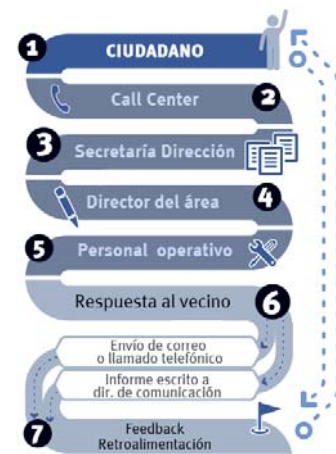 1 CIUDADANO
Call Center 2
3 Secretaría Dirección
Director del área 4
5 Personal operativo
Respuesta al vecino 6
Envío de correo
o llamado telefónico
Informe escrito a
dir. de comunicación
7 Feedback
Retroalimentación